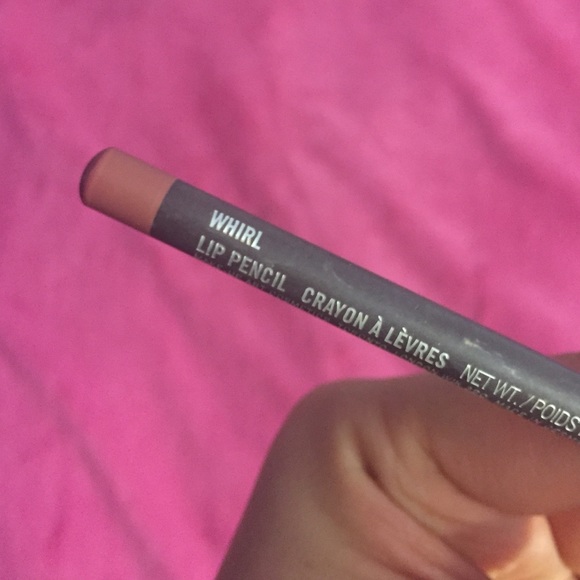 WHIRL
LIP PENCIL CRAYON À LÈVRES NET WT. / POIDS